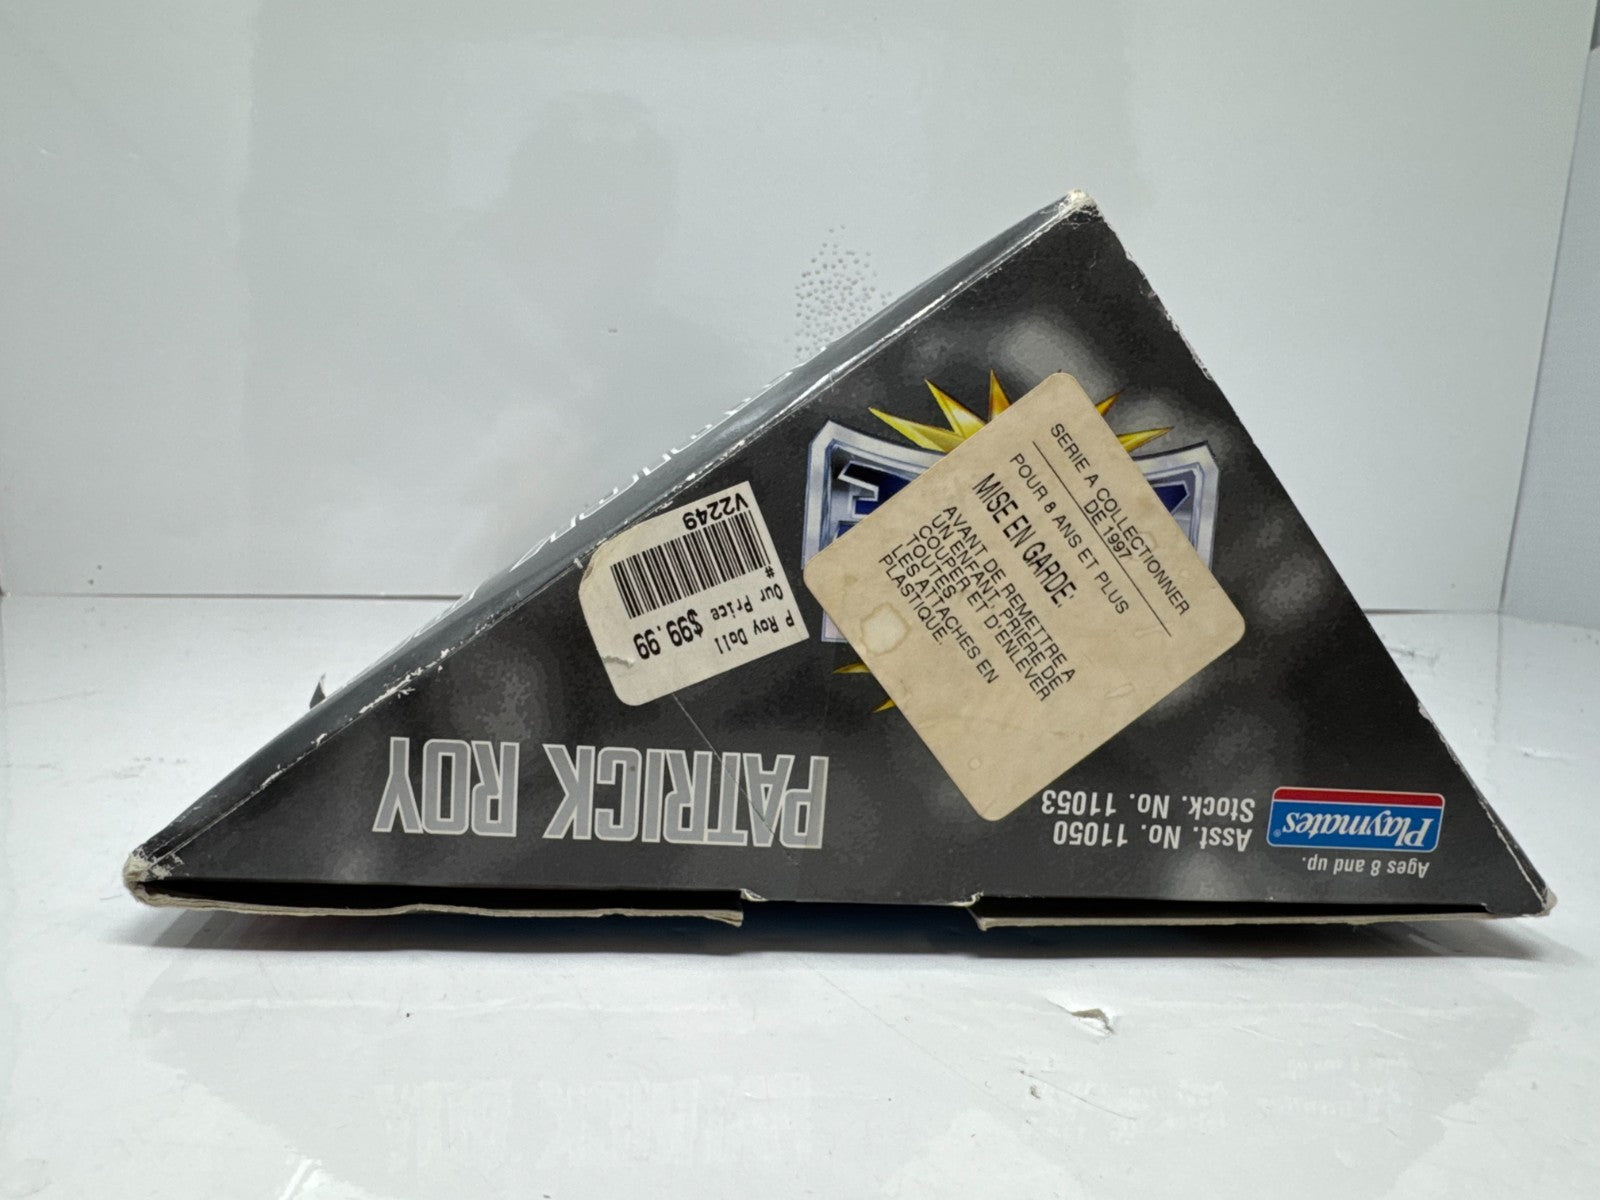 V2249
#
P Roy Doll
Our Price $99.99
SERIE A COLLECTIONNER
DE 1997
POUR 8 ANS ET PLUS
MISE EN GARDE:
AVANT DE REMETTRE A
UN ENFANT, PRIERE DE
COUPER ET D'ENLEVER
TOUTES
LES ATTACHES EN
PLASTIQUE.
PATRICK ROY
Asst. No. 11050
Stock. No. 11053
Playmates®
Ages 8 and up.